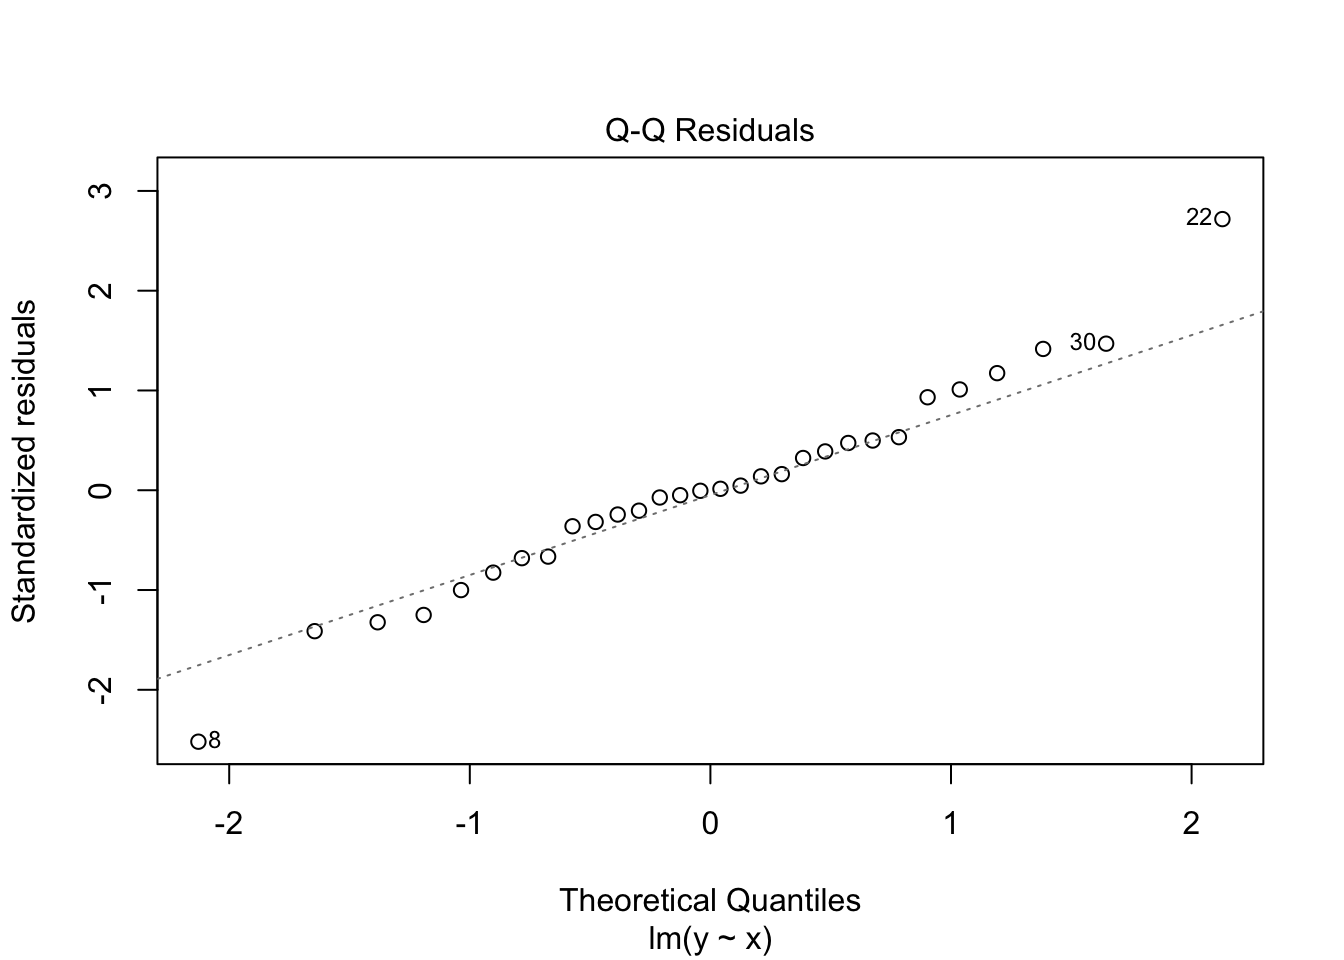 Q-Q Residuals
3
2
1
0
-1
-2
Standardized residuals
22
30
8
-2 -1 0 1 2
Theoretical Quantiles
lm(y ~ x)